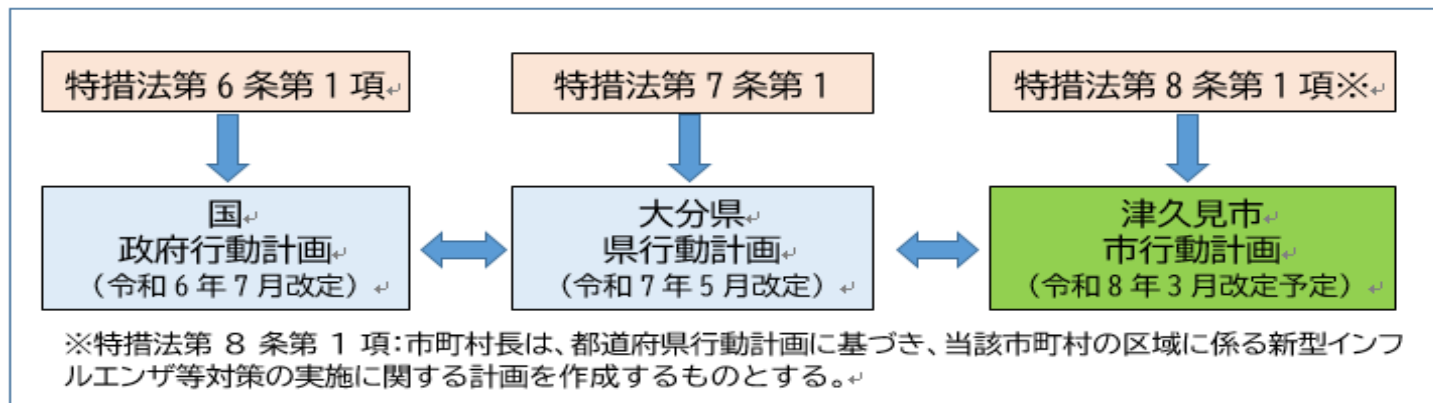 特措法第6条第1項
特措法第7条第1
特措法第8条第1項※
国
政府行動計画
（令和6年7月改定）
大分県
県行動計画
（令和7年5月改定）
津久見市
市行動計画
（令和8年3月改定予定）
※特措法第 8 条第 1 項：市町村長は、都道府県行動計画に基づき、当該市町村の区域に係る新型インフ
ルエンザ等対策の実施に関する計画を作成するものとする。